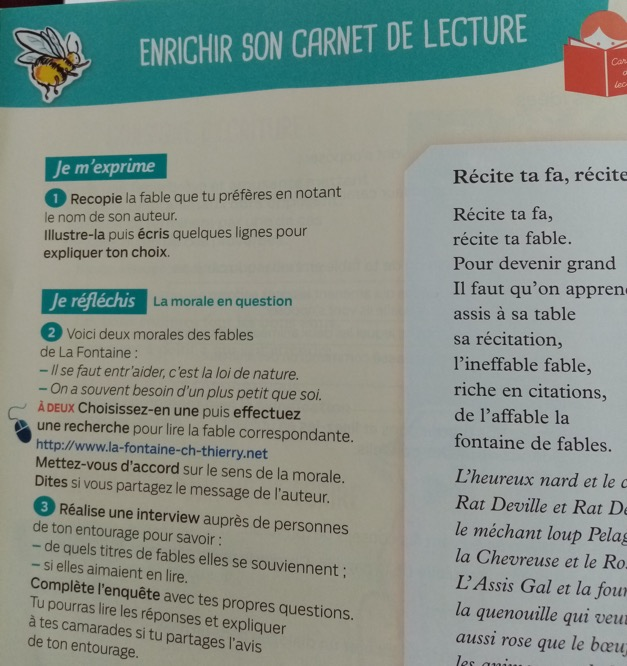 ENRICHIR SON CARNET DE LECTURE
Je m'exprime
1 Recopie la fable que tu préfères en notant
le nom de son auteur.
Illustre-la puis écris quelques lignes pour
expliquer ton choix.
Je réfléchis La morale en question
2 Voici deux morales des fables
de La Fontaine :
– Il se faut entr'aider, c'est la loi de nature.
– On a souvent besoin d'un plus petit que soi.
À DEUX Choisissez-en une puis effectuez
une recherche pour lire la fable correspondante.
http://www.la-fontaine-ch-thierry.net
Mettez-vous d'accord sur le sens de la morale.
Dites si vous partagez le message de l'auteur.
3 Réalise une interview auprès de personnes
de ton entourage pour savoir :
– de quels titres de fables elles se souviennent ;
– si elles aimaient en lire.
Complète l'enquête avec tes propres questions.
Tu pourras lire les réponses et expliquer
à tes camarades si tu partages l'avis
de ton entourage.
Récite ta fa, récite
Récite ta fa,
récite ta fable.
Pour devenir grand
Il faut qu'on appren
assis à sa table
sa récitation,
l'ineffable fable,
riche en citations,
de l'affable la
fontaine de fables.
L'heureux nard et le
Rat Deville et Rat
le méchant loup Pelag
la Chevreuse et le Ro
L'Assis Gal et la four
la quenouille qui veu
aussi rose que le bœuf
les